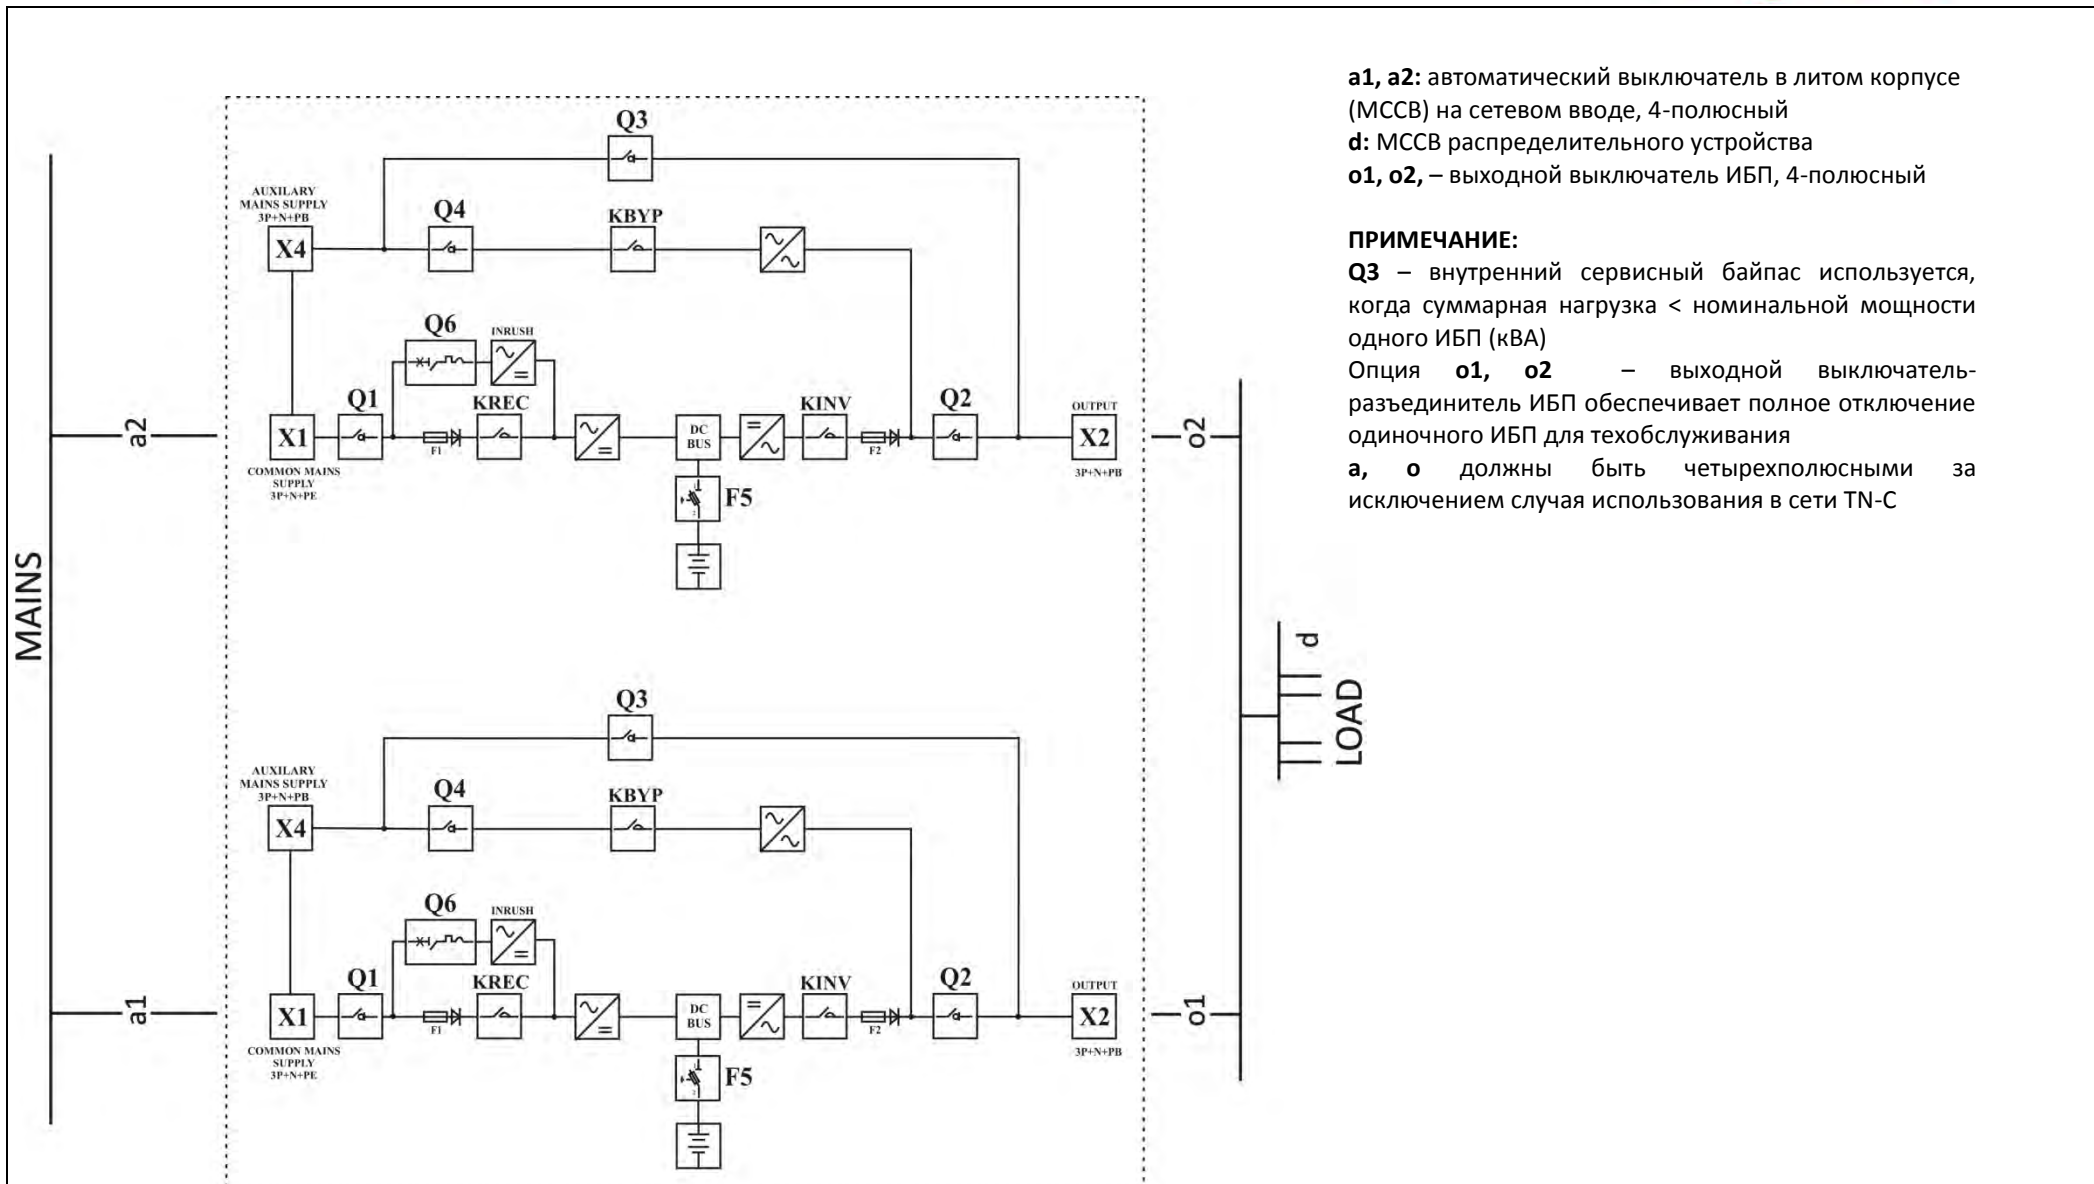 a1, a2: автоматический выключатель в литом корпусе
(MCCB) на сетевом вводе, 4-полюсный
d: MCCB распределительного устройства
o1, o2, – выходной выключатель ИБП, 4-полюсный
ПРИМЕЧАНИЕ:
Q3 – внутренний сервисный байпас используется,
когда суммарная нагрузка < номинальной мощности
одного ИБП (кВА)
Опция o1, o2 – выходной выключатель-
разъединитель ИБП обеспечивает полное отключение
одиночного ИБП для техобслуживания
a, o должны быть четырехполюсными за
исключением случая использования в сети TN-C
MAINS
a2
Q3
AUXILARY
MAINS SUPPLY
3P+N+PB
X4
Q4
KBYP
Q6
INRUSH
X1
Q1
F1
KREC
DC
BUS
KINV
F2
Q2
OUTPUT
X2
3P+N+PB
COMMON MAINS
SUPPLY
3P+N+PE
F5
o2
d
LOAD
a1
Q3
AUXILARY
MAINS SUPPLY
3P+N+PB
X4
Q4
KBYP
Q6
INRUSH
X1
Q1
F1
KREC
DC
BUS
KINV
F2
Q2
OUTPUT
X2
3P+N+PB
COMMON MAINS
SUPPLY
3P+N+PE
F5
o1